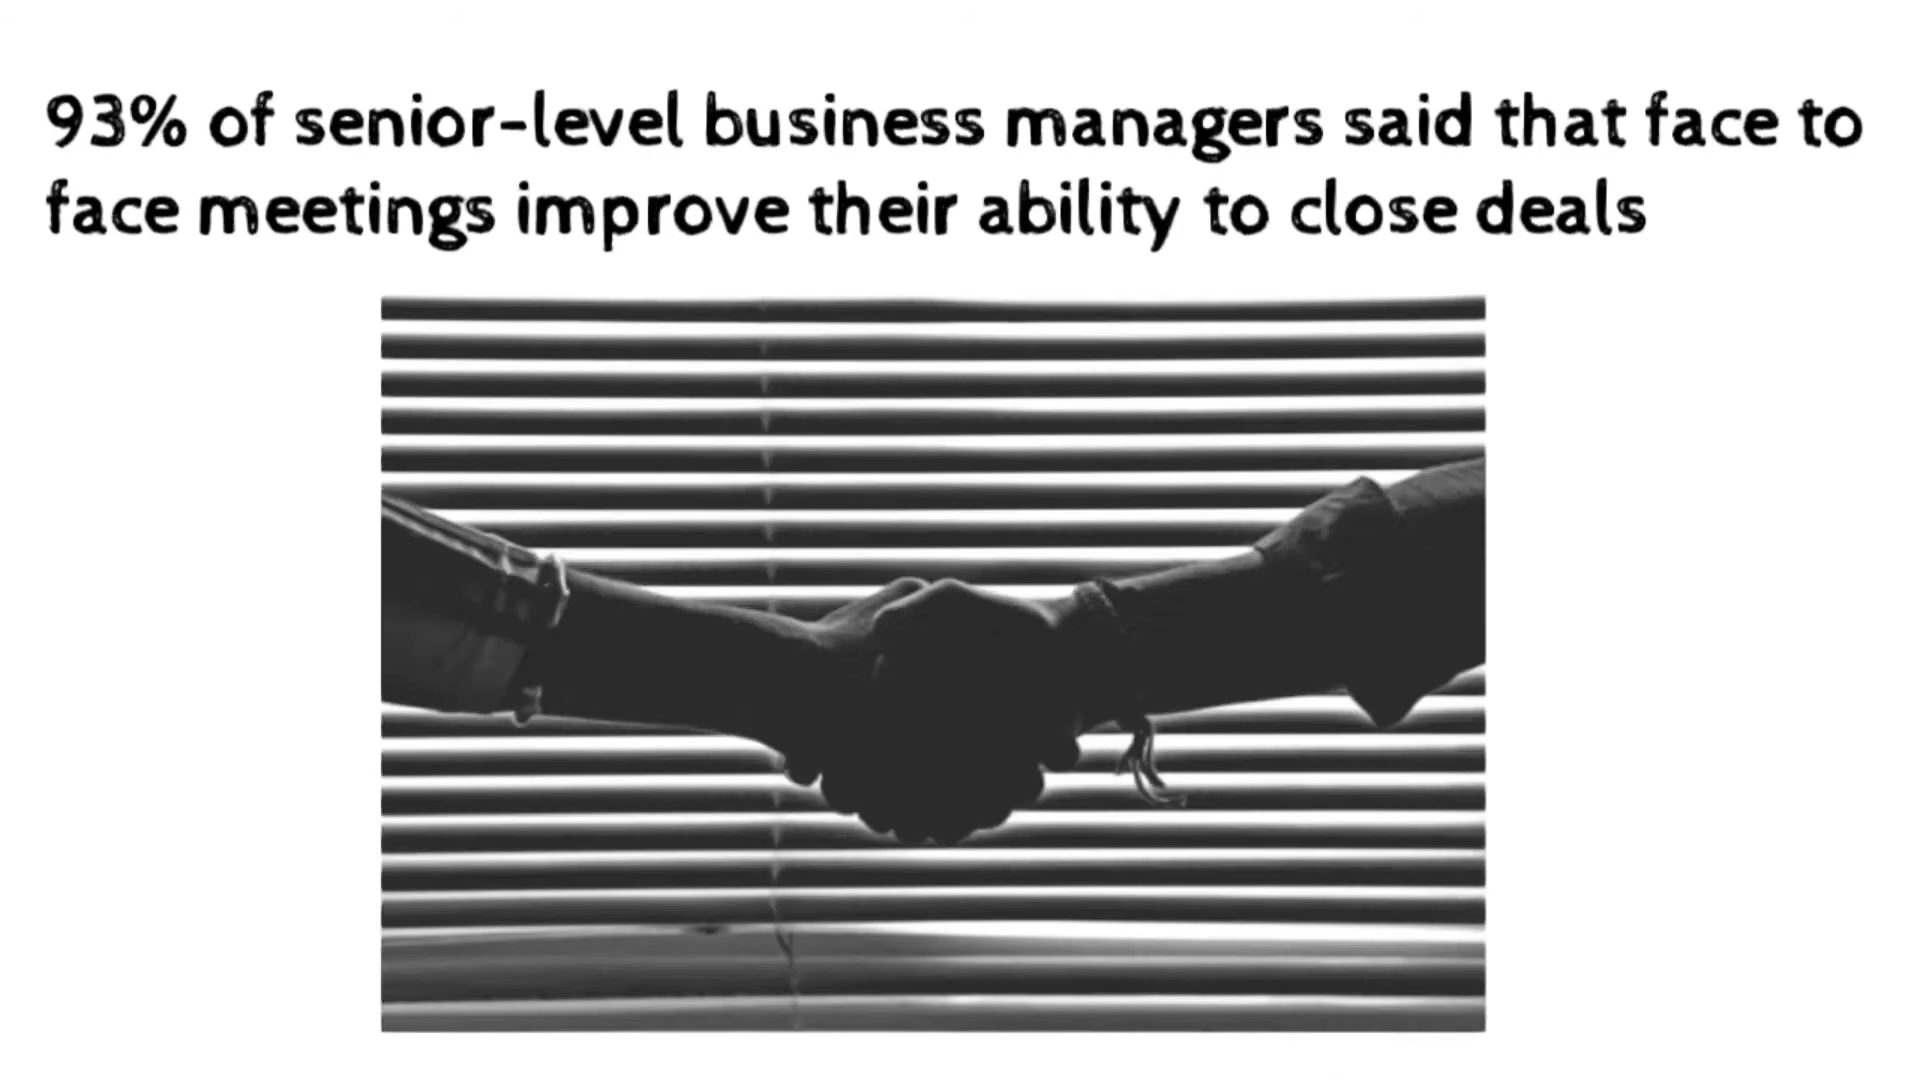 93% of senior-level business managers said that face to
face meetings improve their ability to close deals